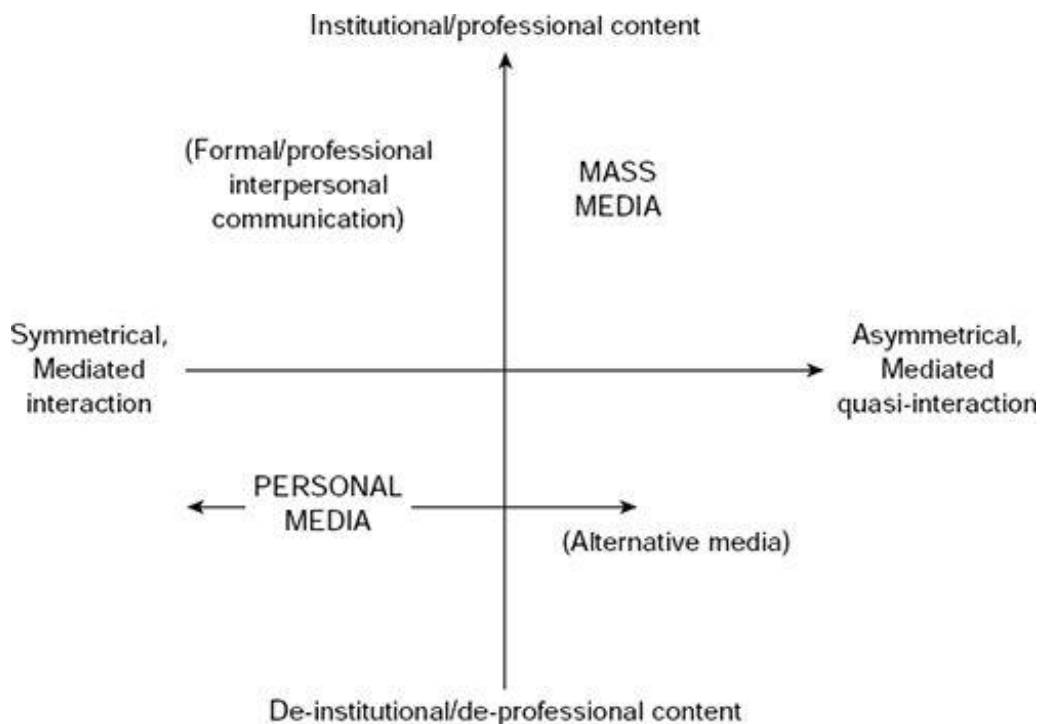 Institutional/professional content
(Formal/professional
interpersonal
communication)
MASS
MEDIA
Symmetrical,
Mediated
interaction
Asymmetrical,
Mediated
quasi-interaction
PERSONAL
MEDIA
(Alternative media)
De-institutional/de-professional content